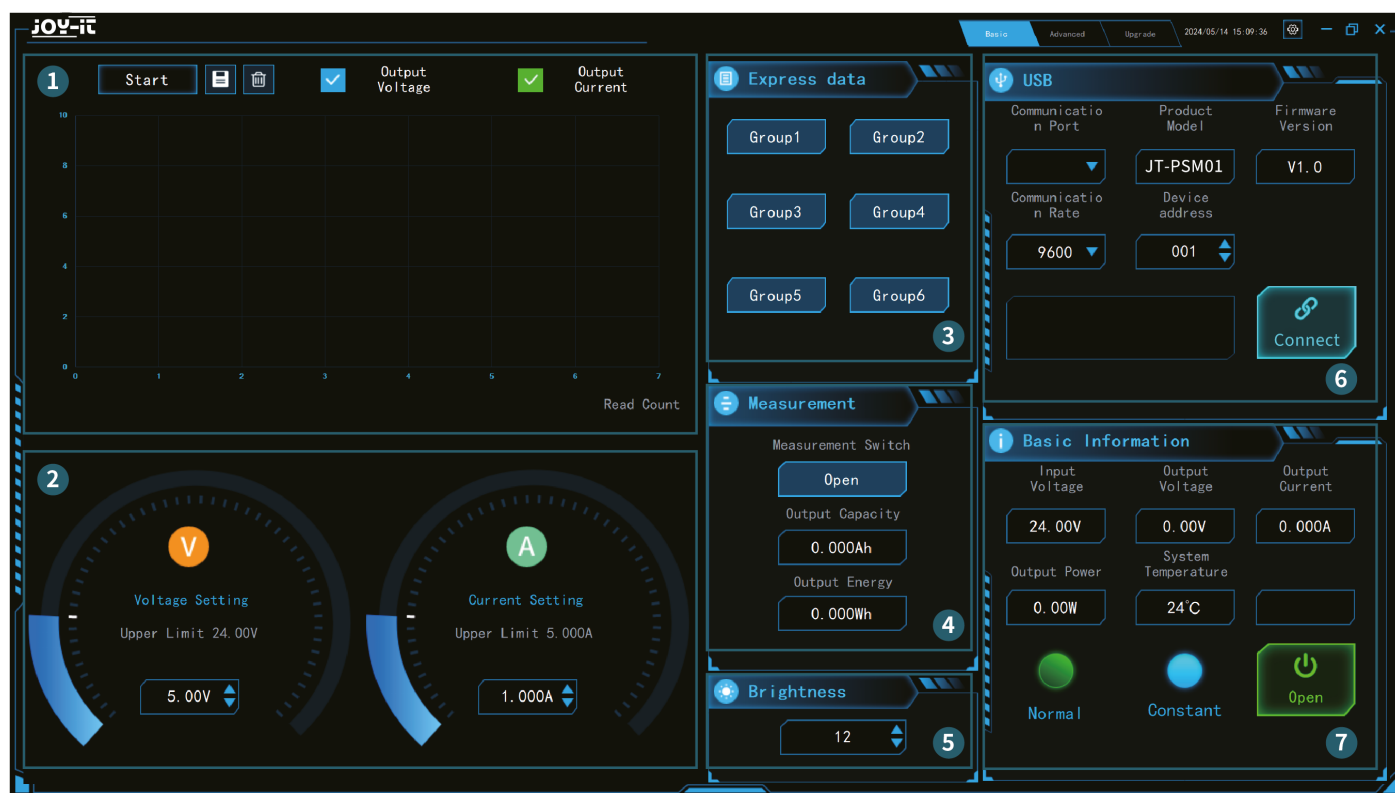 JOY-iT
Basic
Advanced
Upgrade
2024/05/14 15:09:36
1
Start
Output
Voltage
Output
Current
10
8
6
4
2
0
0 1 2 3 4 5 6 7
Read Count
2
V
Voltage Setting
Upper Limit 24.00V
5.00V
A
Current Setting
Upper Limit 5.000A
1.000A
Express data
Group1
Group2
Group3
Group4
Group5
Group6
3
Measurement
Measurement Switch
Open
Output Capacity
0.000Ah
Output Energy
0.000Wh
4
Brightness
12
5
USB
Communicatio
n Port
Product
Model
JT-PSM01
Firmware
Version
V1.0
Communicatio
n Rate
9600
Device
address
001
Connect
6
Basic Information
Input
Voltage
24.00V
Output
Voltage
0.00V
Output
Current
0.000A
Output Power
0.00W
System
Temperature
24℃
Normal
Constant
Open
7